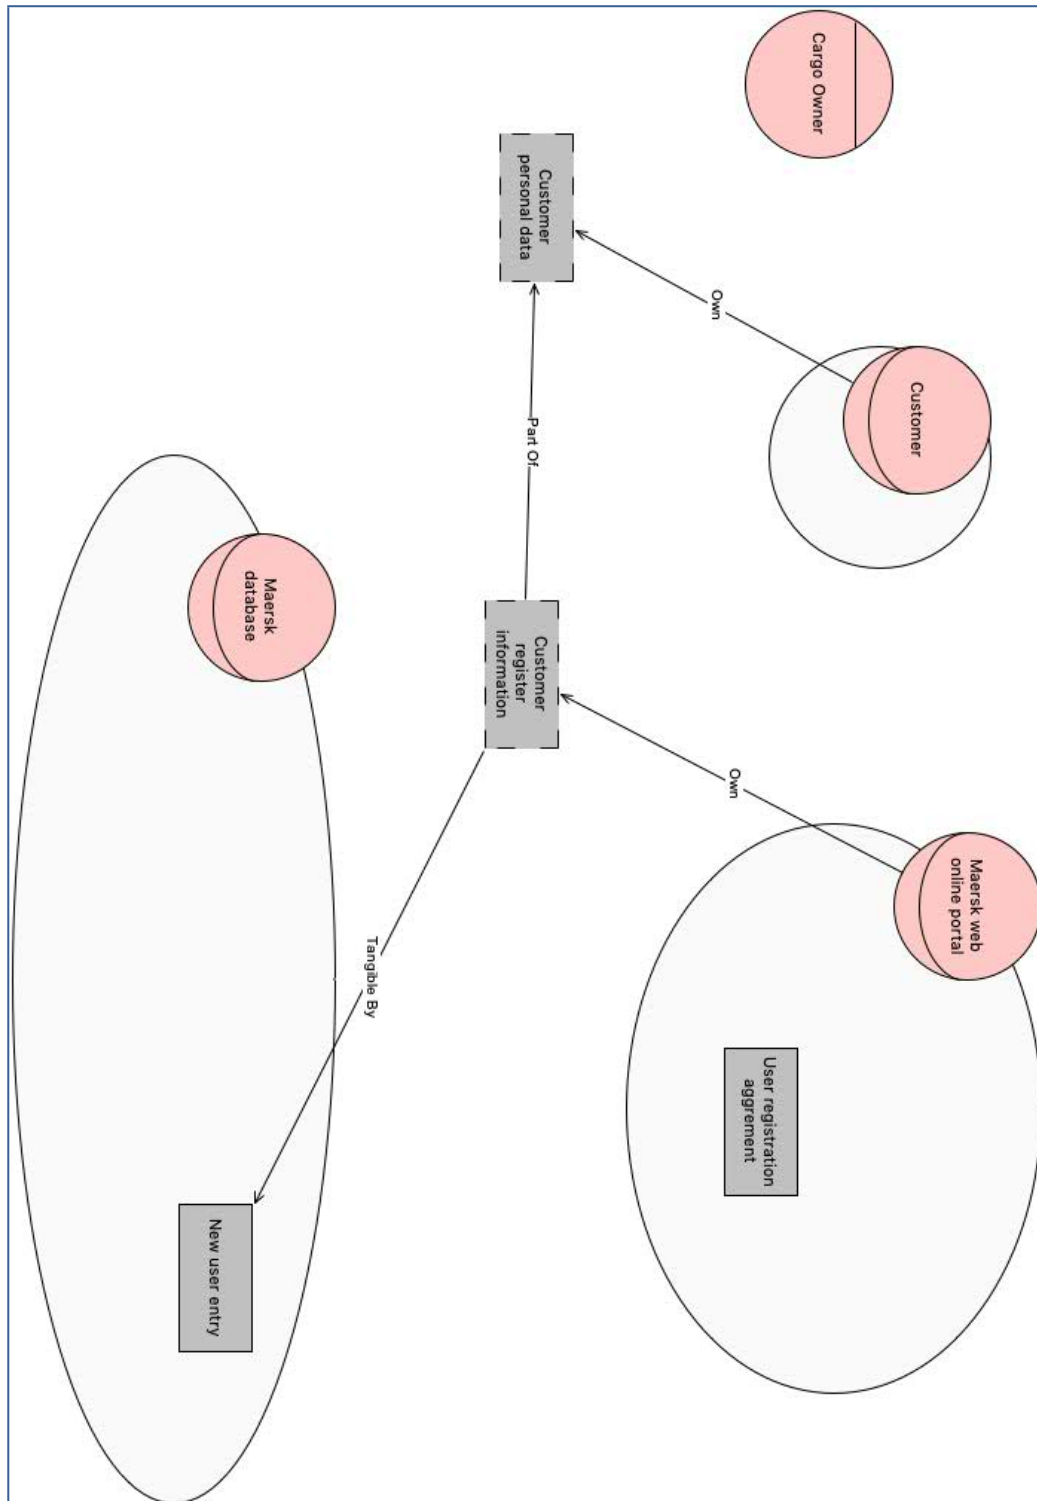 Cargo Owner
Customer
Maersk web
online portal
Own
Own
User registration
aggrement
Customer
personal data
Part Of
Customer
register
information
Tangible By
Maersk
database
New user entry